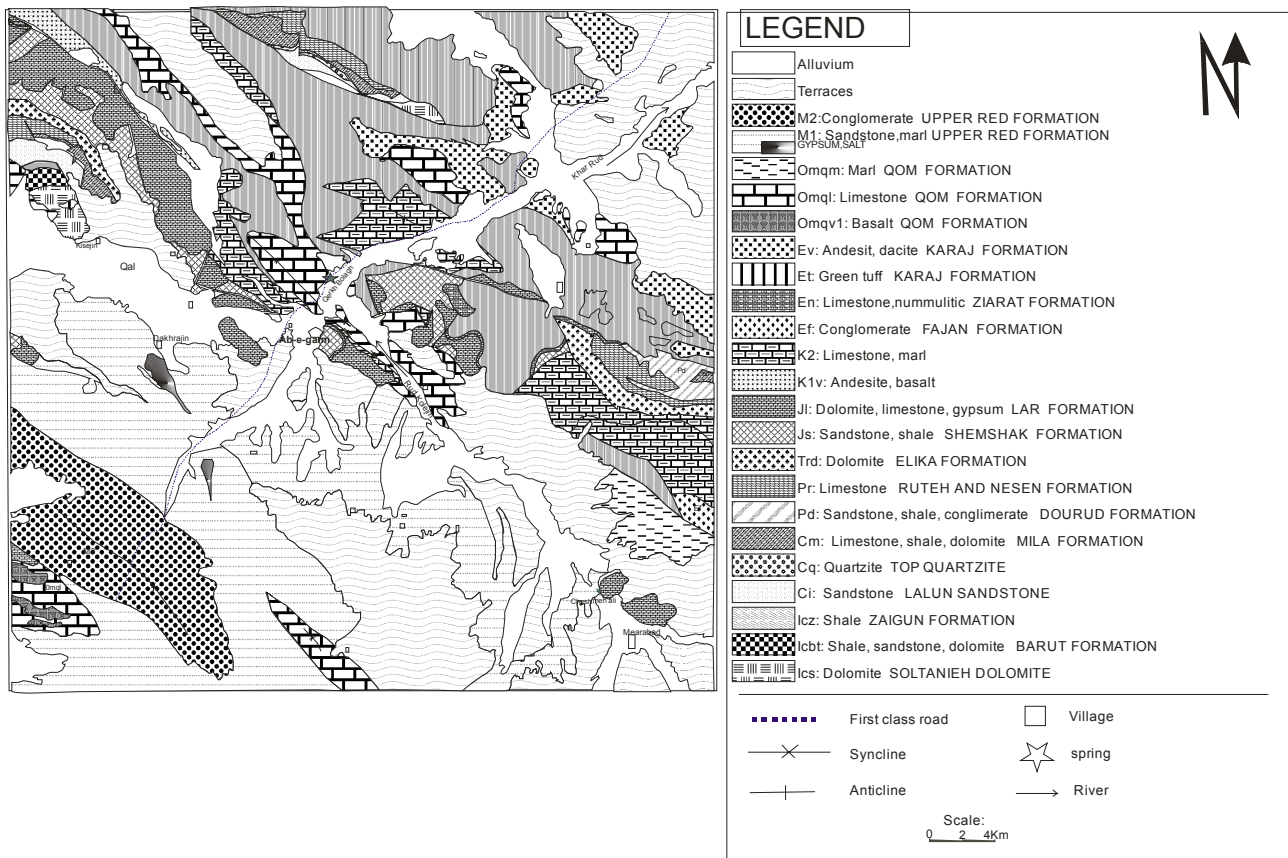 LEGEND
N
Alluvium
Terraces
M2:Conglomerate UPPER RED FORMATION
M1: Sandstone,marl UPPER RED FORMATION
GYPSUM,SALT
Omqm: Marl QOM FORMATION
Omql: Limestone QOM FORMATION
Omqv1: Basalt QOM FORMATION
Ev: Andesit, dacite KARAJ FORMATION
Et: Green tuff KARAJ FORMATION
En: Limestone,nummulitic ZIARAT FORMATION
Ef: Conglomerate FAJAN FORMATION
K2: Limestone, marl
K1v: Andesite, basalt
Jl: Dolomite, limestone, gypsum LAR FORMATION
Js: Sandstone, shale SHEMSHAK FORMATION
Trd: Dolomite ELIKA FORMATION
Pr: Limestone RUTEH AND NESEN FORMATION
Pd: Sandstone, shale, conglimerate DOURUD FORMATION
Cm: Limestone, shale, dolomite MILA FORMATION
Cq: Quartzite TOP QUARTZITE
Ci: Sandstone LALUN SANDSTONE
Icz: Shale ZAIGUN FORMATION
Icbt: Shale, sandstone, dolomite BARUT FORMATION
Ics: Dolomite SOLTANIEH DOLOMITE
First class road
Village
Syncline
spring
Anticline
River
Scale:
0 2 4Km
Khar Rud
Kisejin
Qal
Dakhrajin
Ab-e-garm
Pd
Omql
Mearabad